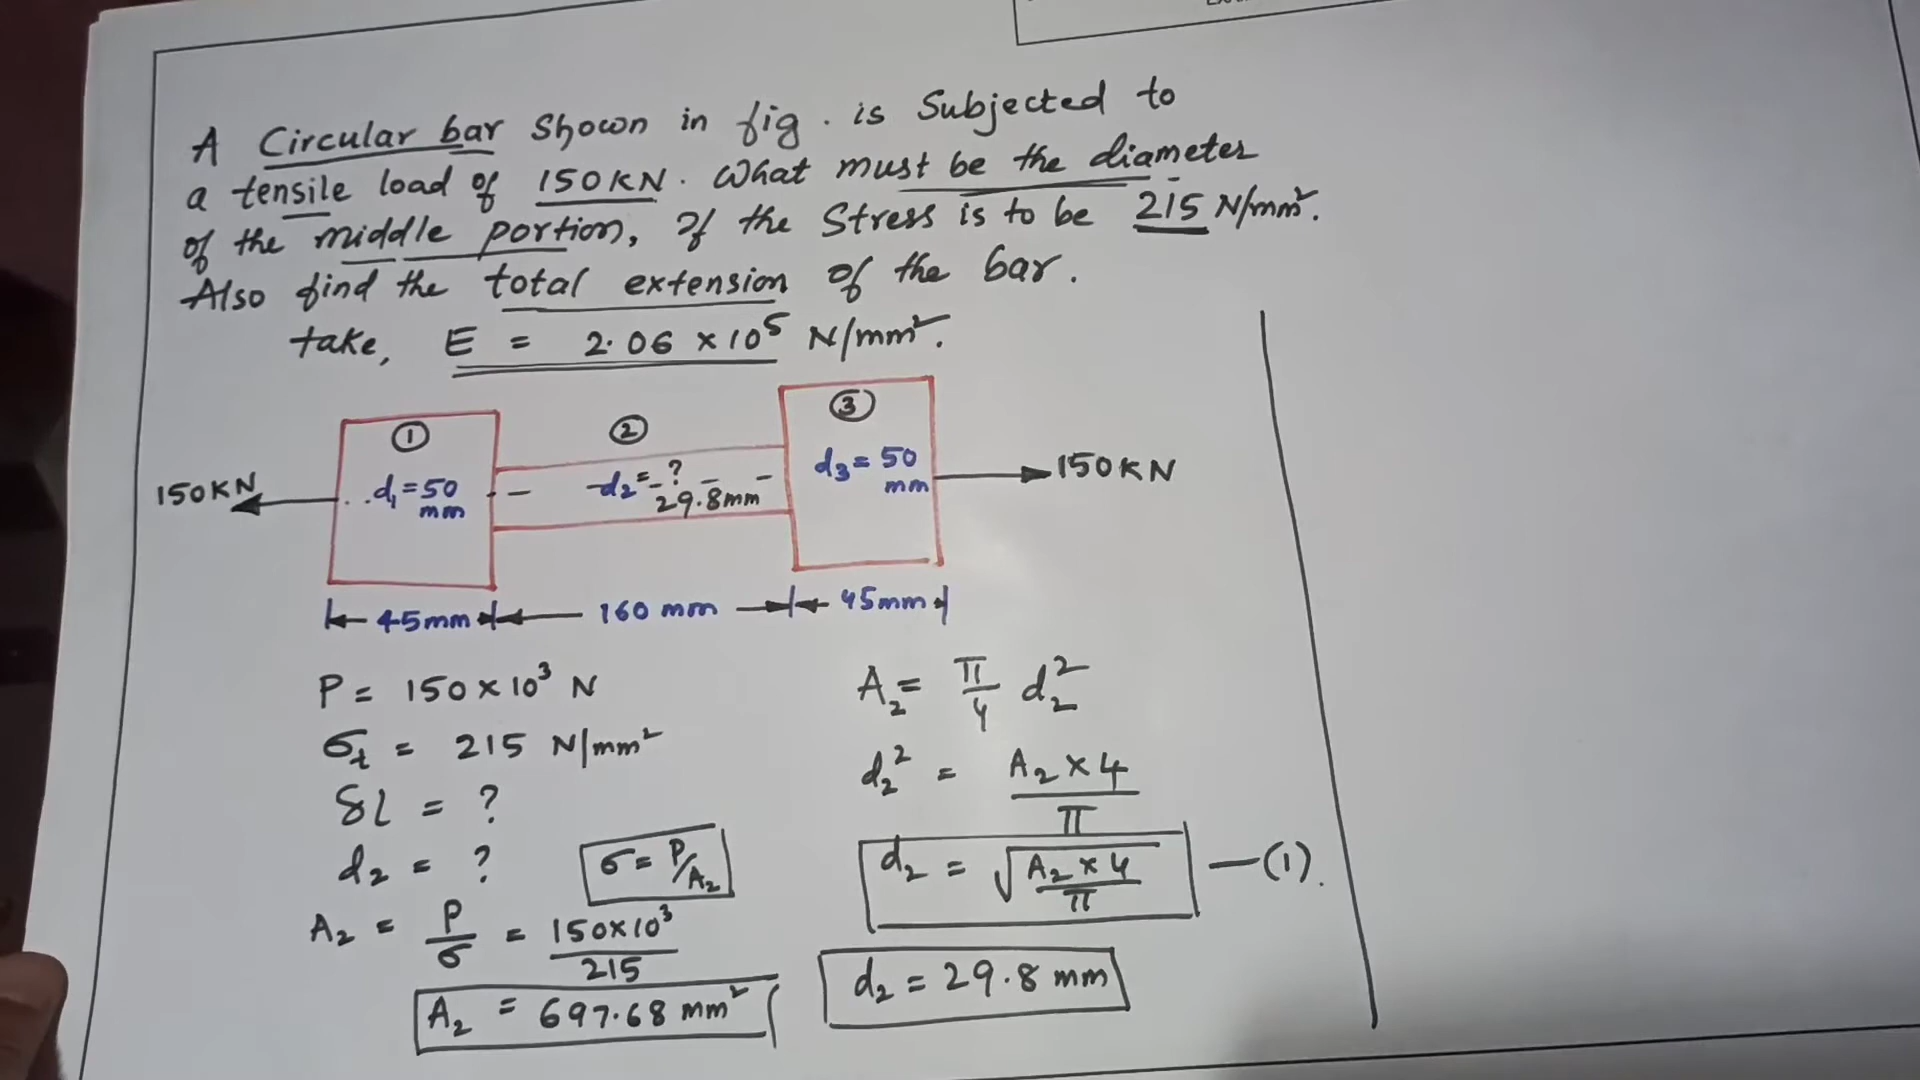 A Circular bar shown in fig. is Subjected to
a tensile load of 150KN. What must be the diameter
of the middle portion, If the Stress is to be 215 N/mm².
Also find the total extension of the bar.
take, E = 2.06 × 10⁵ N/mm².
① ② ③
150KN d₁=50 mm d₂=? 29.8mm d₃=50 mm 150KN
45mm 160 mm 45mm
P = 150×10³ N
σt = 215 N/mm²
δl = ?
d₂ = ?
σ = P/A₂
A₂ = P/σ = 150×10³/215
A₂ = 697.68 mm²
A₂ = π/4 d₂²
d₂² = A₂ × 4/π
d₂ = √A₂ × 4/π —(1).
d₂ = 29.8 mm